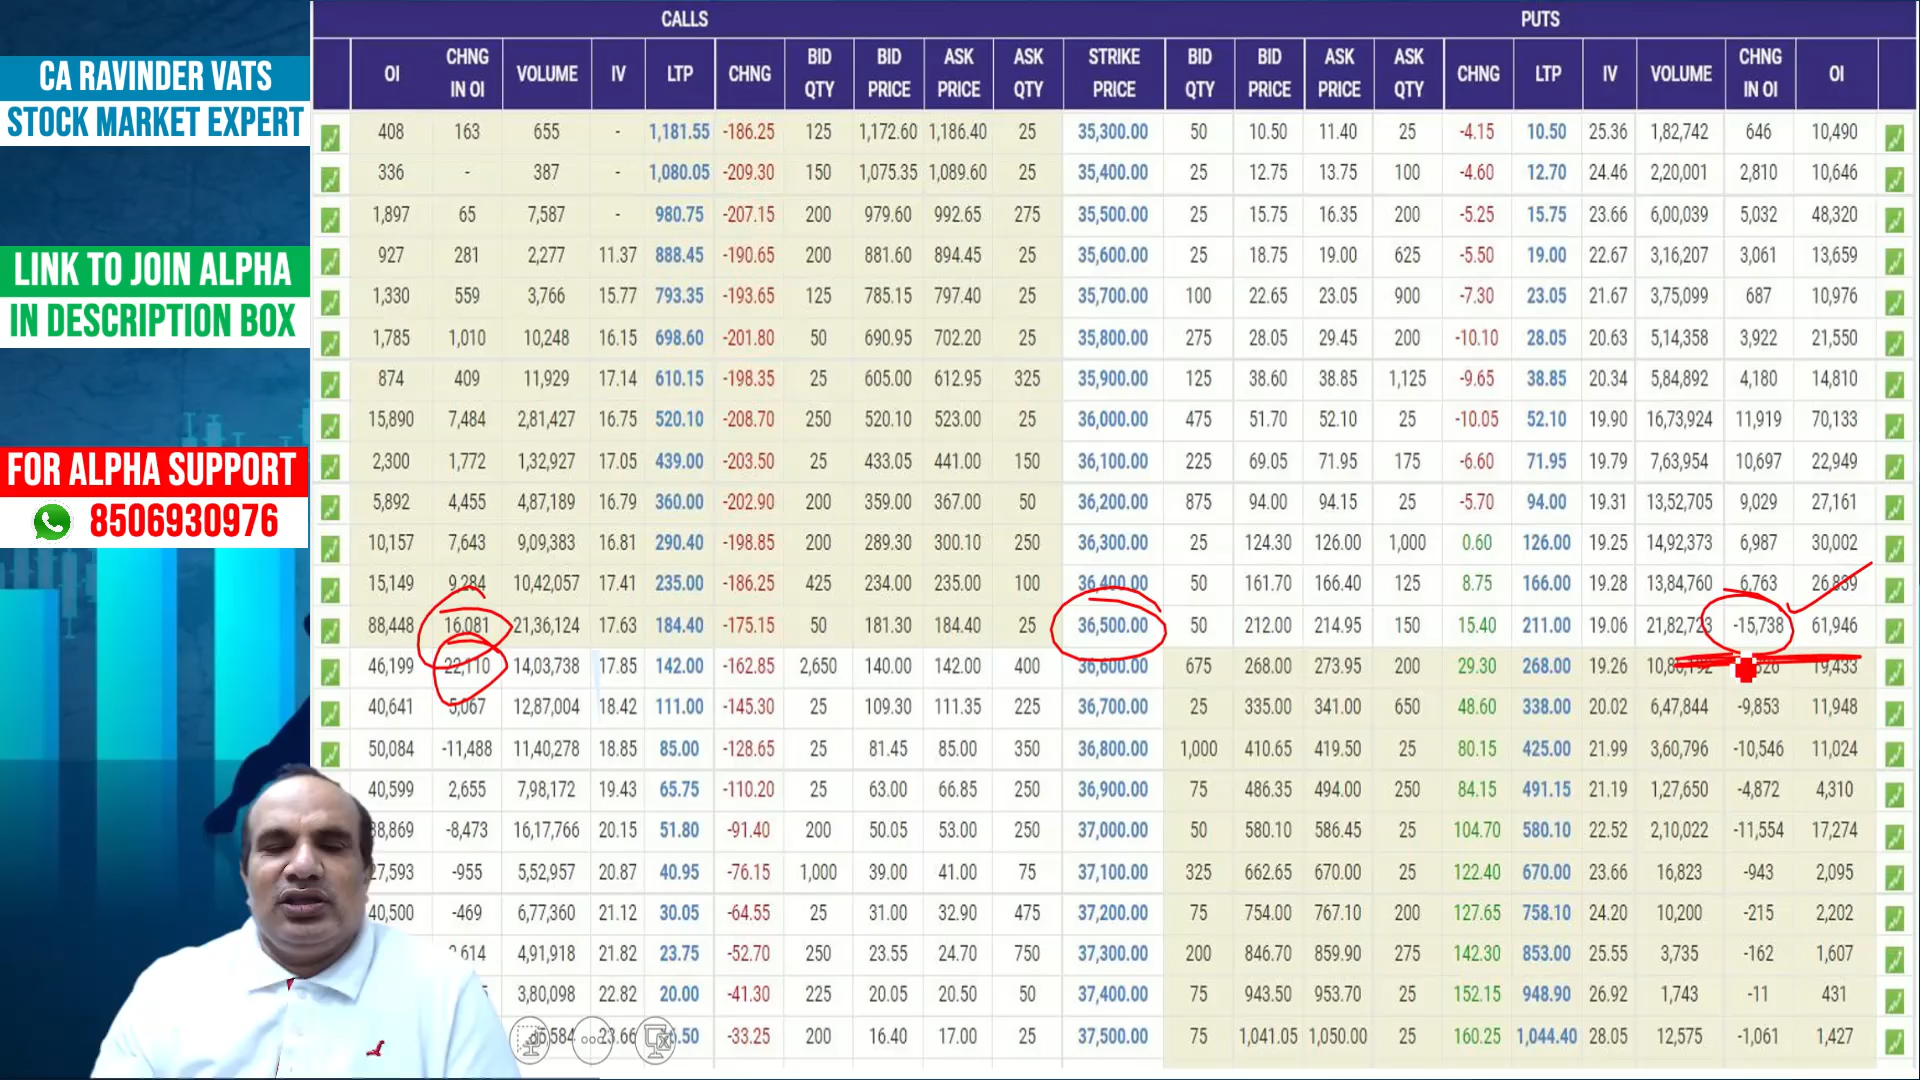 CA RAVINDER VATS
STOCK MARKET EXPERT
LINK TO JOIN ALPHA
IN DESCRIPTION BOX
FOR ALPHA SUPPORT
8506930976
CALLS PUTS
OI CHNG IN OI VOLUME IV LTP CHNG BID QTY BID PRICE ASK PRICE ASK QTY STRIKE PRICE BID QTY BID PRICE ASK PRICE ASK QTY CHNG LTP IV VOLUME CHNG IN OI OI
408 163 655 - 1,181.55 -186.25 125 1,172.60 1,186.40 25 35,300.00 50 10.50 11.40 25 -4.15 10.50 25.36 1,82,742 646 10,490
336 - 387 - 1,080.05 -209.30 150 1,075.35 1,089.60 25 35,400.00 25 12.75 13.75 100 -4.60 12.70 24.46 2,20,001 2,810 10,646
1,897 65 7,587 - 980.75 -207.15 200 979.60 992.65 275 35,500.00 25 15.75 16.35 200 -5.25 15.75 23.66 6,00,039 5,032 48,320
927 281 2,277 11.37 888.45 -190.65 200 881.60 894.45 25 35,600.00 25 18.75 19.00 625 -5.50 19.00 22.67 3,16,207 3,061 13,659
1,330 559 3,766 15.77 793.35 -193.65 125 785.15 797.40 25 35,700.00 100 22.65 23.05 900 -7.30 23.05 21.67 3,75,099 687 10,976
1,785 1,010 10,248 16.15 698.60 -201.80 50 690.95 702.20 25 35,800.00 275 28.05 29.45 200 -10.10 28.05 20.63 5,14,358 3,922 21,550
874 409 11,929 17.14 610.15 -198.35 25 605.00 612.95 325 35,900.00 125 38.60 38.85 1,125 -9.65 38.85 20.34 5,84,892 4,180 14,810
15,890 7,484 2,81,427 16.75 520.10 -208.70 250 520.10 523.00 25 36,000.00 475 51.70 52.10 25 -10.05 52.10 19.90 16,73,924 11,919 70,133
2,300 1,772 1,32,927 17.05 439.00 -203.50 25 433.05 441.00 150 36,100.00 225 69.05 71.95 175 -6.60 71.95 19.79 7,63,954 10,697 22,949
5,892 4,455 4,87,189 16.79 360.00 -202.90 200 359.00 367.00 50 36,200.00 875 94.00 94.15 25 -5.70 94.00 19.31 13,52,705 9,029 27,161
10,157 7,643 9,09,383 16.81 290.40 -198.85 200 289.30 300.10 250 36,300.00 25 124.30 126.00 1,000 0.60 126.00 19.25 14,92,373 6,987 30,002
15,149 9,284 10,42,057 17.41 235.00 -186.25 425 234.00 235.00 100 36,400.00 50 161.70 166.40 125 8.75 166.00 19.28 13,84,760 6,763 26,839
88,448 16,081 21,36,124 17.63 184.40 -175.15 50 181.30 184.40 25 36,500.00 50 212.00 214.95 150 15.40 211.00 19.06 21,82,723 -15,738 61,946
46,199 22,110 14,03,738 17.85 142.00 -162.85 2,650 140.00 142.00 400 36,600.00 675 268.00 273.95 200 29.30 268.00 19.26 19,433
40,641 5,067 12,87,004 18.42 111.00 -145.30 25 109.30 111.35 225 36,700.00 25 335.00 341.00 650 48.60 338.00 20.02 6,47,844 -9,853 11,948
50,084 -11,488 11,40,278 18.85 85.00 -128.65 25 81.45 85.00 350 36,800.00 1,000 410.65 419.50 25 80.15 425.00 21.99 3,60,796 -10,546 11,024
40,599 2,655 7,98,172 19.43 65.75 -110.20 25 63.00 66.85 250 36,900.00 75 486.35 494.00 250 84.15 491.15 21.19 1,27,650 -4,872 4,310
-8,473 16,17,766 20.15 51.80 -91.40 200 50.05 53.00 250 37,000.00 50 580.10 586.45 25 104.70 580.10 22.52 2,10,022 -11,554 17,274
-955 5,52,957 20.87 40.95 -76.15 1,000 39.00 41.00 75 37,100.00 325 662.65 670.00 25 122.40 670.00 23.66 16,823 -943 2,095
40,500 -469 6,77,360 21.12 30.05 -64.55 25 31.00 32.90 475 37,200.00 75 754.00 767.10 200 127.65 758.10 24.20 10,200 -215 2,202
4,91,918 21.82 23.75 -52.70 250 23.55 24.70 750 37,300.00 200 846.70 859.90 275 142.30 853.00 25.55 3,735 -162 1,607
3,80,098 22.82 20.00 -41.30 225 20.05 20.50 50 37,400.00 75 943.50 953.70 25 152.15 948.90 26.92 1,743 -11 431
-33.25 200 16.40 17.00 25 37,500.00 75 1,041.05 1,050.00 25 160.25 1,044.40 28.05 12,575 -1,061 1,427